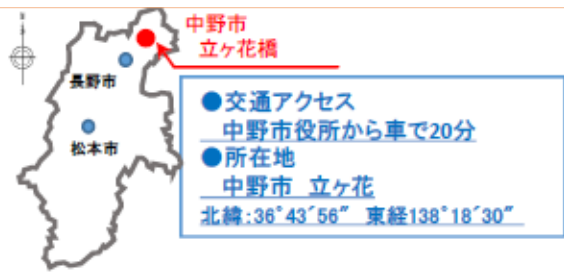 中野市
立ヶ花橋
長野市
松本市
●交通アクセス
中野市役所から車で20分
●所在地
中野市 立ヶ花
北緯:36°43´56” 東経138°18´30”